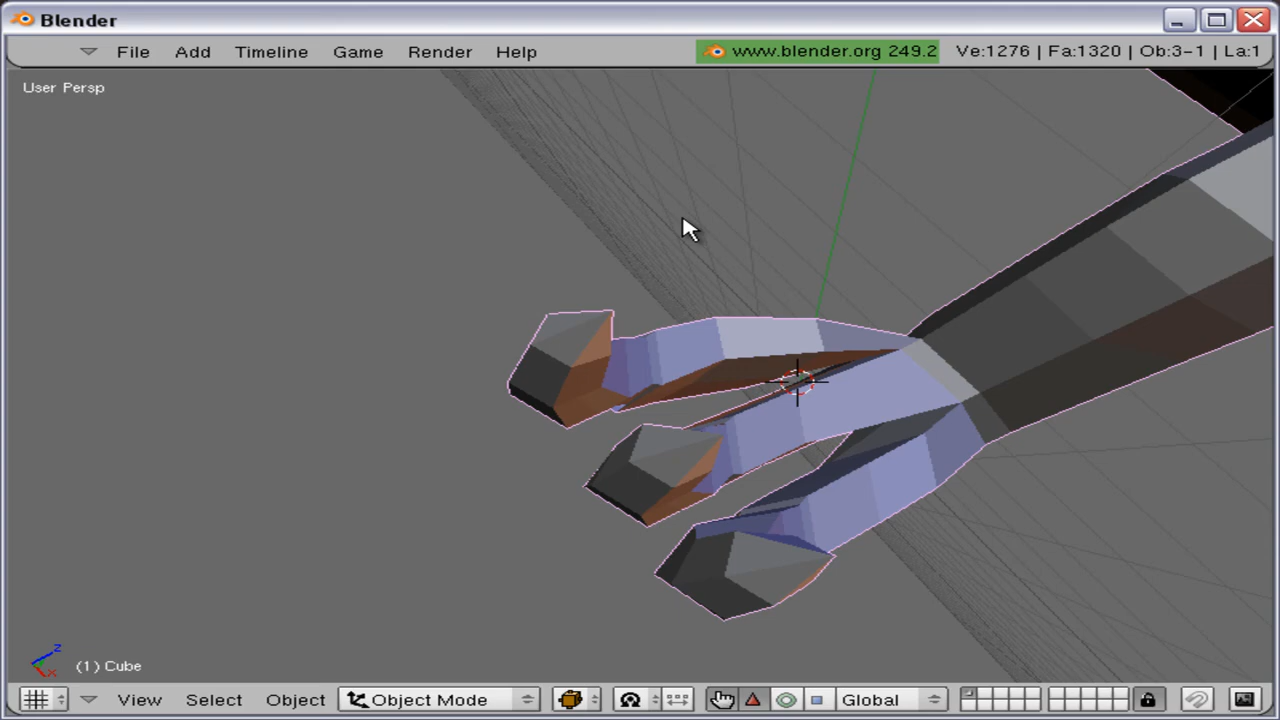 Blender
File Add Timeline Game Render Help www.blender.org 249.2 Ve:1276 | Fa:1320 | Ob:3-1 | La:1
User Persp
z
x
(1) Cube
View Select Object Object Mode Global